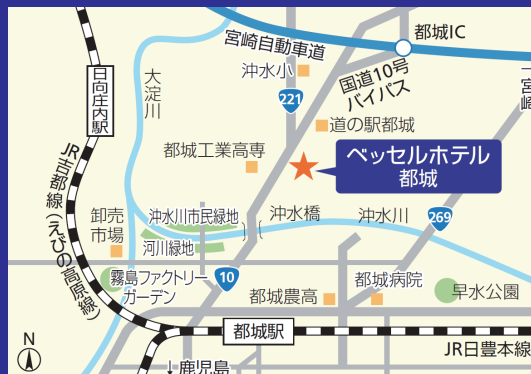 宮崎自動車道
都城IC
沖水小
国道10号
バイパス
宮崎
221
道の駅都城
日向庄内駅
大淀川
都城工業高専
ベッセルホテル
都城
JR吉都線(えびの高原線)
卸売
市場
沖水川市民緑地
沖水橋
沖水川
269
河川緑地
霧島ファクトリー
ガーデン
10
都城農高
都城病院
早水公園
都城駅
JR日豊本線
N
鹿児島